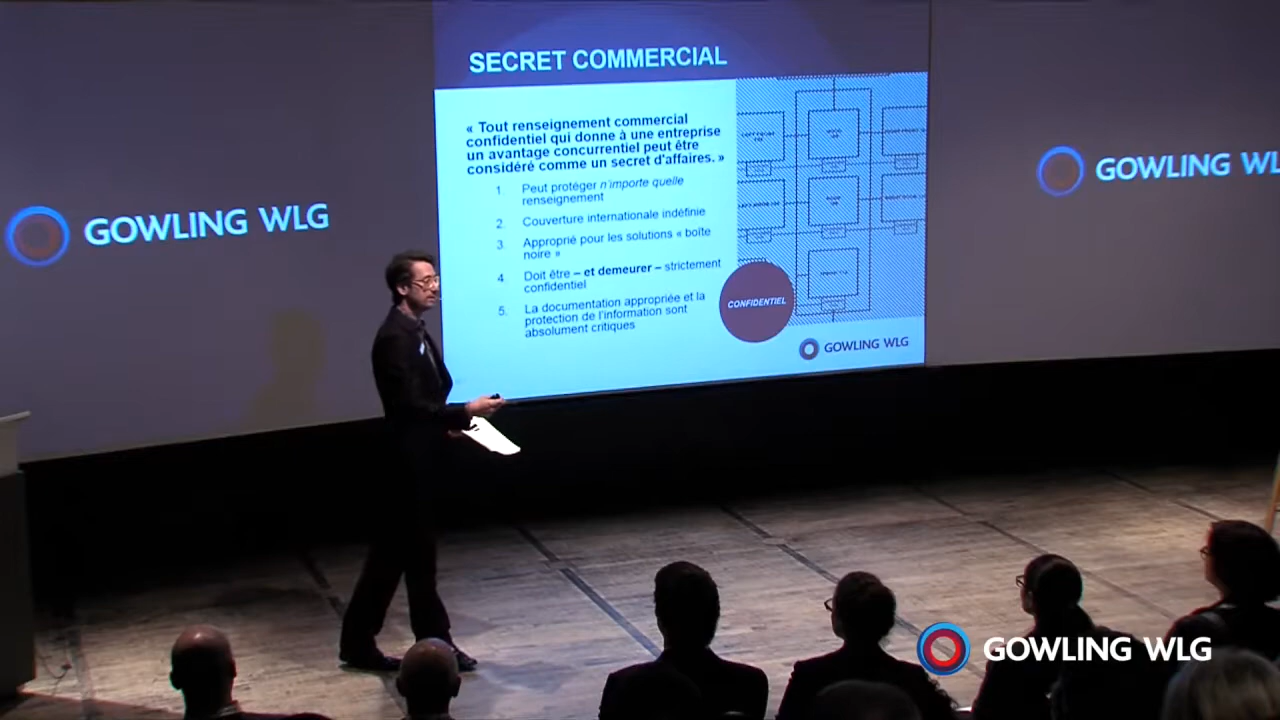 SECRET COMMERCIAL
« Tout renseignement commercial
confidentiel qui donne à une entreprise
un avantage concurrentiel peut être
considéré comme un secret d'affaires. »
1. Peut protéger n'importe quelle
renseignement
2. Couverture internationale indéfinie
3. Approprié pour les solutions « boîte
noire »
4. Doit être – et demeurer – strictement
confidentiel
5. La documentation appropriée et la
protection de l'information sont
absolument critiques
CONFIDENTIEL
GOWLING WLG
GOWLING WLG
GOWLING WL
GOWLING WLG